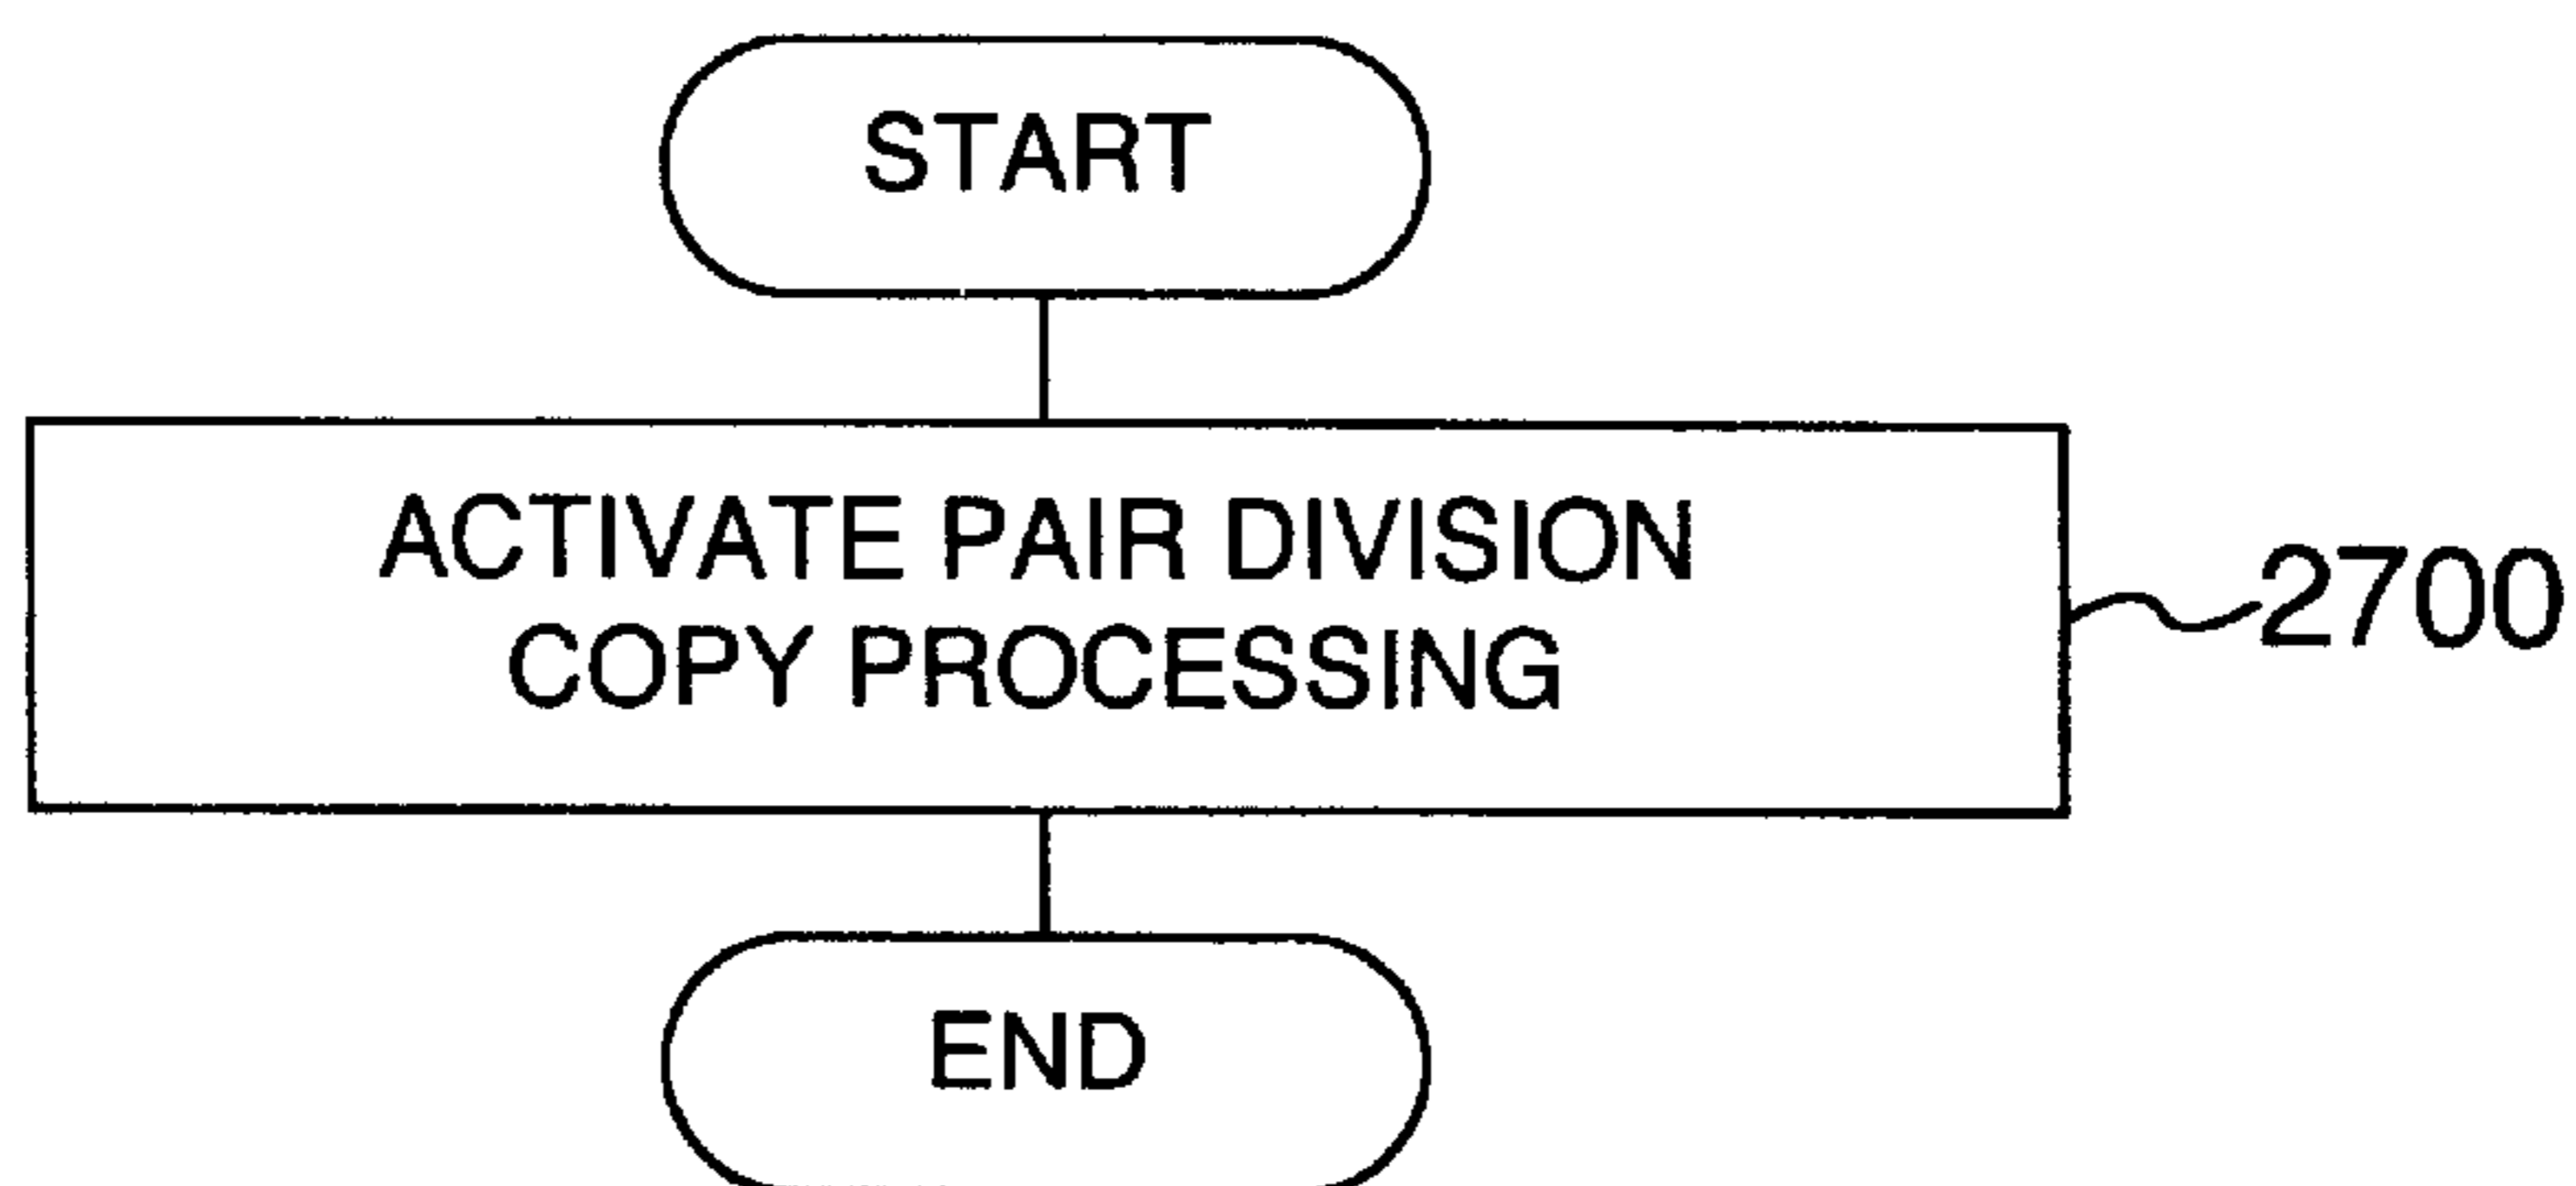 START
ACTIVATE PAIR DIVISION
COPY PROCESSING
2700
END